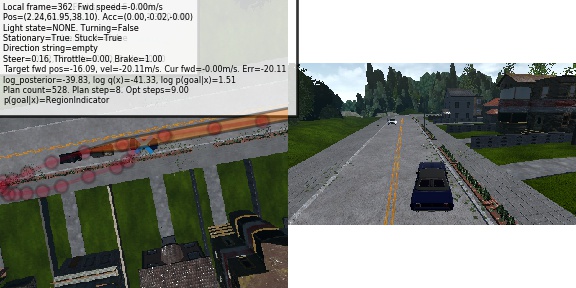 Local frame=362. Fwd speed=-0.00m/s
Pos=(2.24,61.95,38.10). Acc=(0.00,-0.02,-0.00)
Light state=NONE. Turning=False
Stationary=True. Stuck=True
Direction string=empty
Steer=0.16, Throttle=0.00, Brake=1.00
Target fwd pos=-16.09, vel=-20.11m/s. Cur fwd=-0.00m/s. Err=-20.11
log_posterior=-39.83, log q(x)=-41.33, log p(goal|x)=1.51
Plan count=528. Plan step=8. Opt steps=9.00
p(goal|x)=RegionIndicator